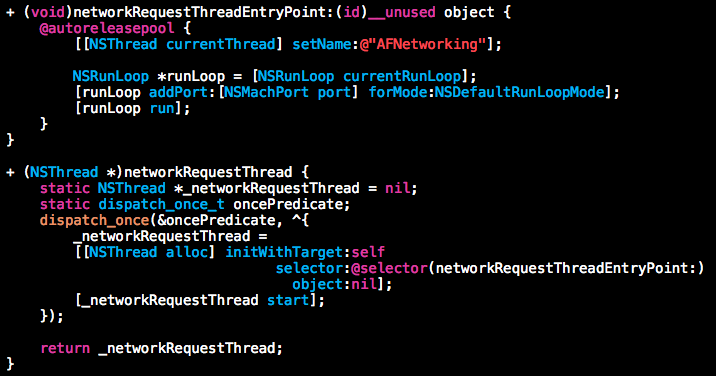 + (void)networkRequestThreadEntryPoint:(id)__unused object {
    @autoreleasepool {
        [[NSThread currentThread] setName:@"AFNetworking"];

        NSRunLoop *runLoop = [NSRunLoop currentRunLoop];
        [runLoop addPort:[NSMachPort port] forMode:NSDefaultRunLoopMode];
        [runLoop run];
    }
}

+ (NSThread *)networkRequestThread {
    static NSThread *_networkRequestThread = nil;
    static dispatch_once_t oncePredicate;
    dispatch_once(&oncePredicate, ^{
        _networkRequestThread =
        [[NSThread alloc] initWithTarget:self
                                selector:@selector(networkRequestThreadEntryPoint:)
                                  object:nil];
        [_networkRequestThread start];
    });

    return _networkRequestThread;
}